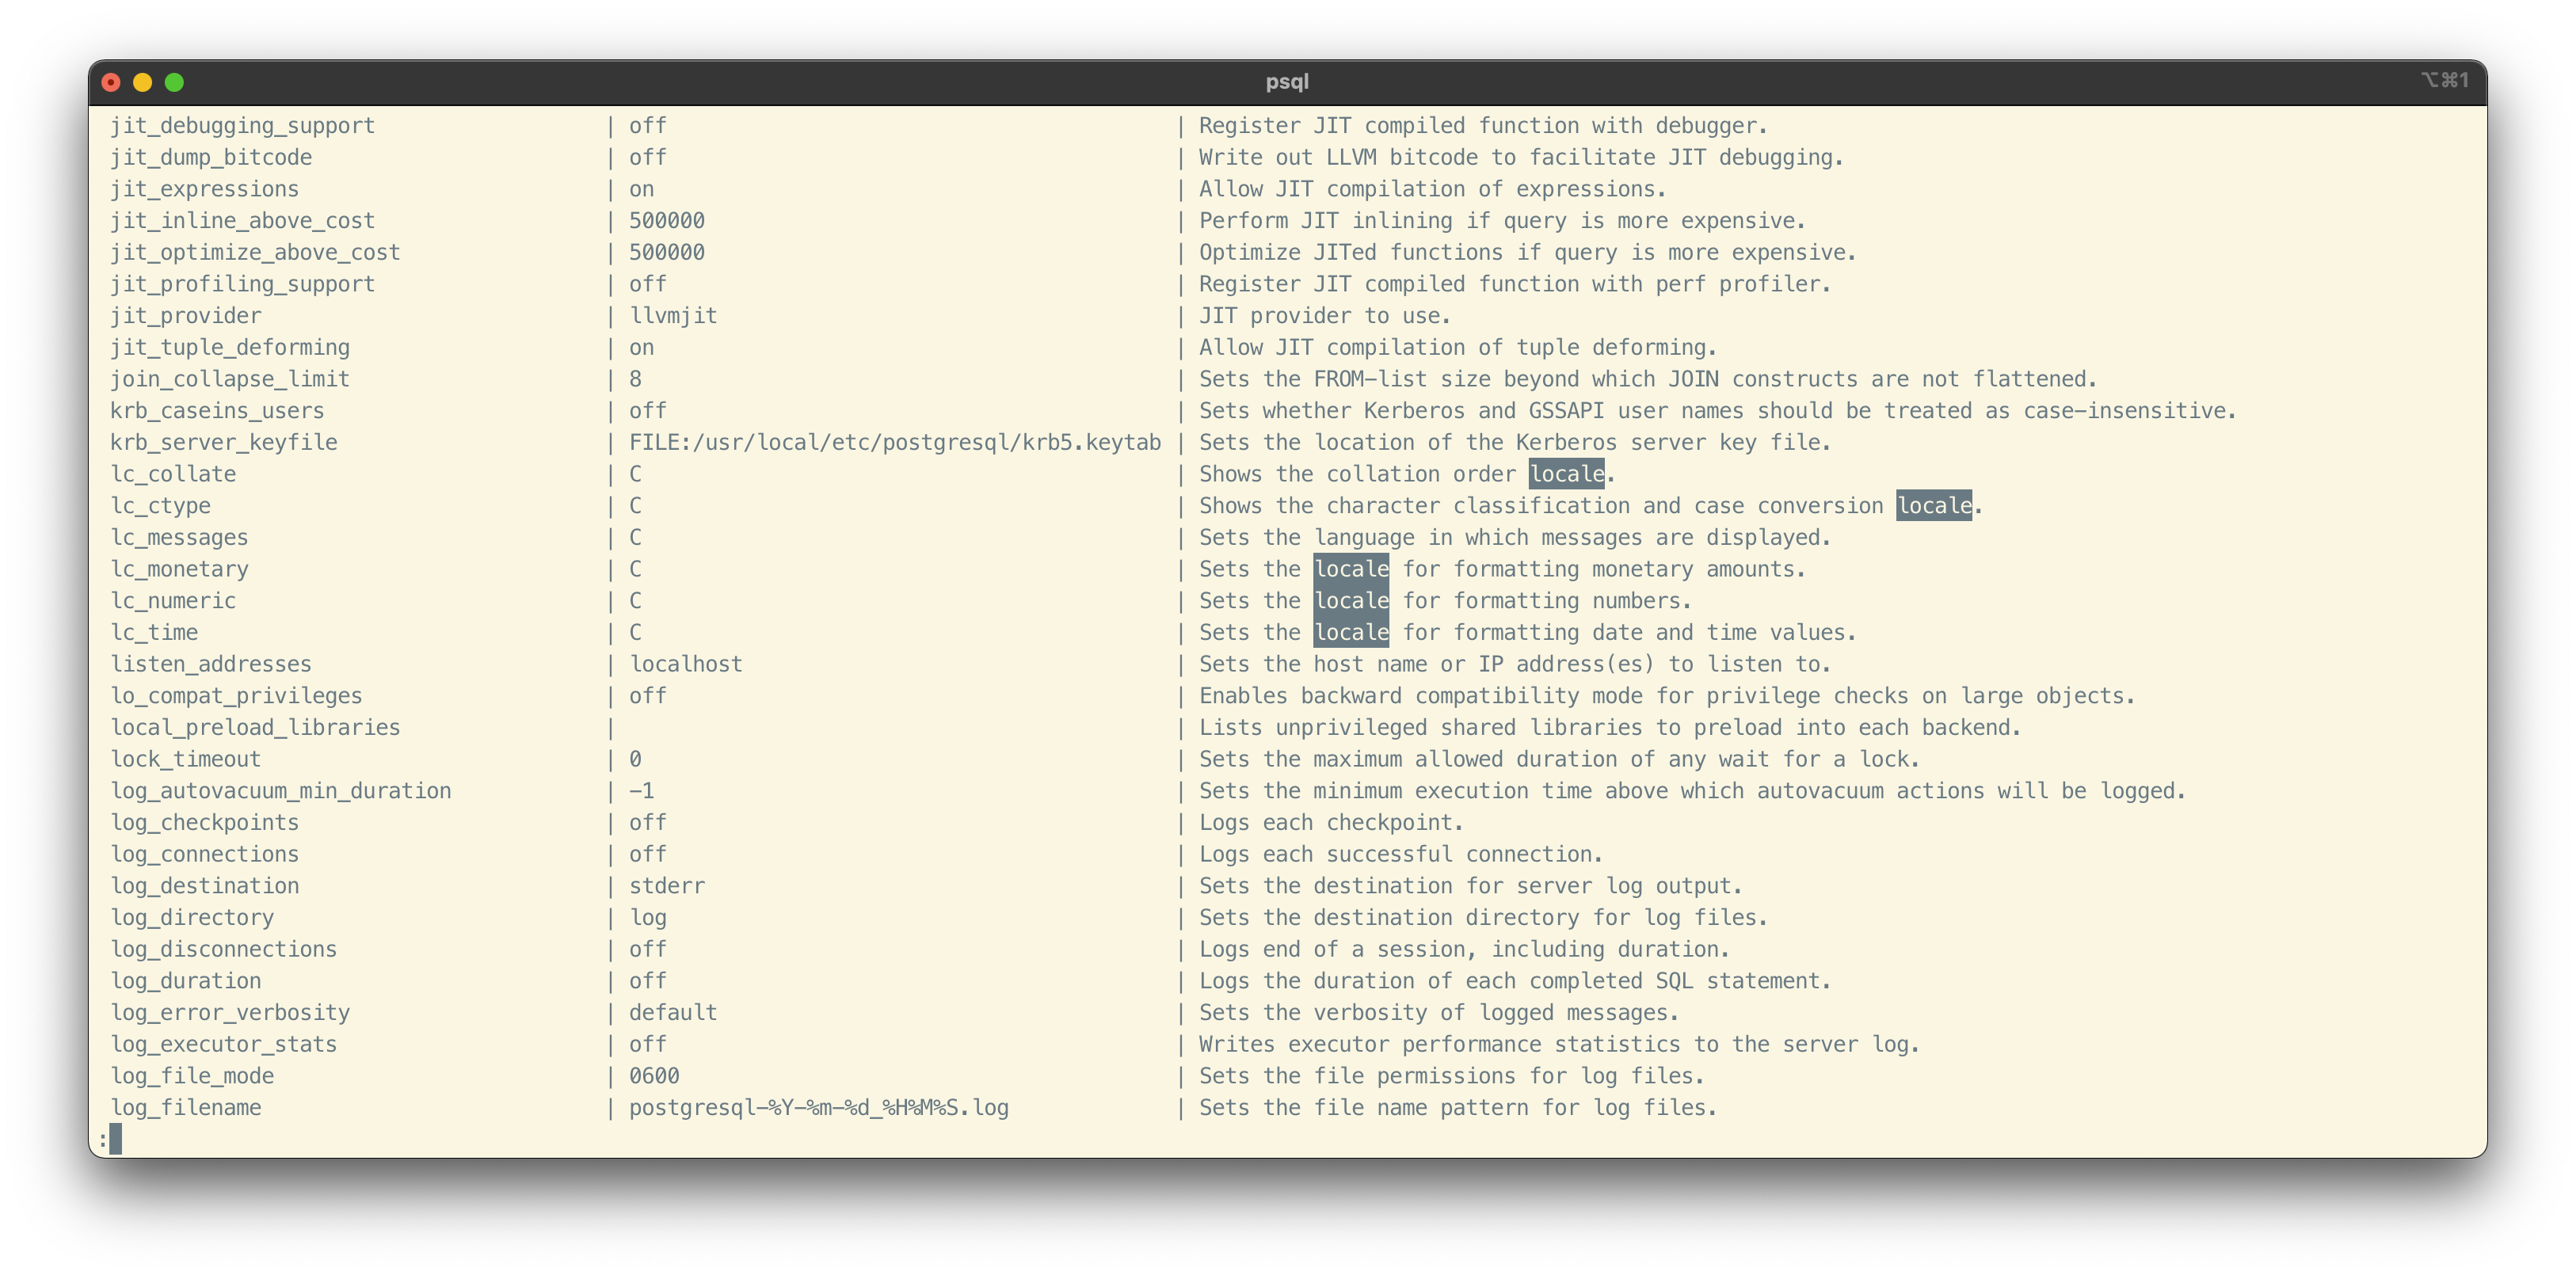 psql
⌥⌘1
jit_debugging_support | off | Register JIT compiled function with debugger.
jit_dump_bitcode | off | Write out LLVM bitcode to facilitate JIT debugging.
jit_expressions | on | Allow JIT compilation of expressions.
jit_inline_above_cost | 500000 | Perform JIT inlining if query is more expensive.
jit_optimize_above_cost | 500000 | Optimize JITed functions if query is more expensive.
jit_profiling_support | off | Register JIT compiled function with perf profiler.
jit_provider | llvmjit | JIT provider to use.
jit_tuple_deforming | on | Allow JIT compilation of tuple deforming.
join_collapse_limit | 8 | Sets the FROM-list size beyond which JOIN constructs are not flattened.
krb_caseins_users | off | Sets whether Kerberos and GSSAPI user names should be treated as case-insensitive.
krb_server_keyfile | FILE:/usr/local/etc/postgresql/krb5.keytab | Sets the location of the Kerberos server key file.
lc_collate | C | Shows the collation order locale.
lc_ctype | C | Shows the character classification and case conversion locale.
lc_messages | C | Sets the language in which messages are displayed.
lc_monetary | C | Sets the locale for formatting monetary amounts.
lc_numeric | C | Sets the locale for formatting numbers.
lc_time | C | Sets the locale for formatting date and time values.
listen_addresses | localhost | Sets the host name or IP address(es) to listen to.
lo_compat_privileges | off | Enables backward compatibility mode for privilege checks on large objects.
local_preload_libraries | | Lists unprivileged shared libraries to preload into each backend.
lock_timeout | 0 | Sets the maximum allowed duration of any wait for a lock.
log_autovacuum_min_duration | -1 | Sets the minimum execution time above which autovacuum actions will be logged.
log_checkpoints | off | Logs each checkpoint.
log_connections | off | Logs each successful connection.
log_destination | stderr | Sets the destination for server log output.
log_directory | log | Sets the destination directory for log files.
log_disconnections | off | Logs end of a session, including duration.
log_duration | off | Logs the duration of each completed SQL statement.
log_error_verbosity | default | Sets the verbosity of logged messages.
log_executor_stats | off | Writes executor performance statistics to the server log.
log_file_mode | 0600 | Sets the file permissions for log files.
log_filename | postgresql-%Y-%m-%d_%H%M%S.log | Sets the file name pattern for log files.
: